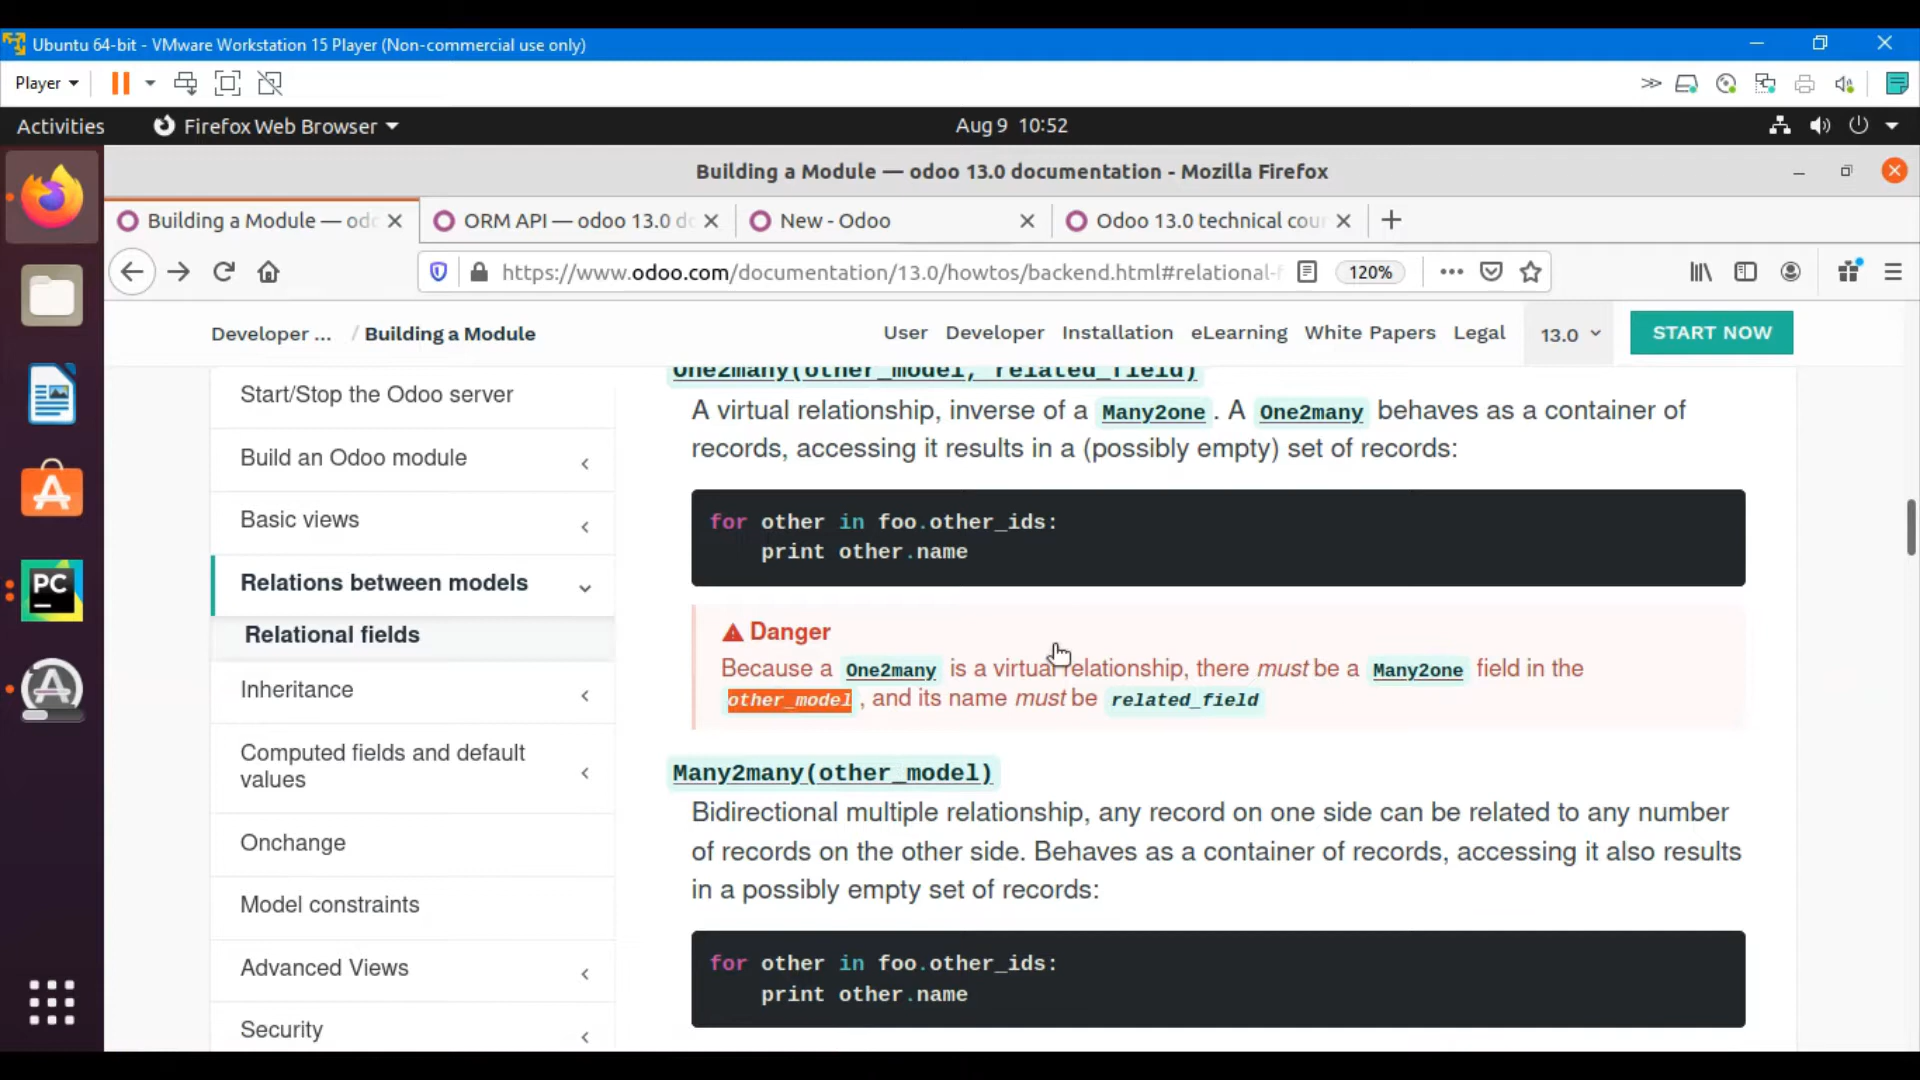 Ubuntu 64-bit - VMware Workstation 15 Player (Non-commercial use only)
Player
Activities
Firefox Web Browser
Aug 9 10:52
Building a Module — odoo 13.0 documentation - Mozilla Firefox
Building a Module — odo
ORM API — odoo 13.0 do
New - Odoo
Odoo 13.0 technical cour
https://www.odoo.com/documentation/13.0/howtos/backend.html#relational-f
120%
Developer ... / Building a Module
User
Developer
Installation
eLearning
White Papers
Legal
13.0
START NOW
Start/Stop the Odoo server
Build an Odoo module
Basic views
Relations between models
Relational fields
Inheritance
Computed fields and default
values
Onchange
Model constraints
Advanced Views
Security
One2many(other_model, related_field)
A virtual relationship, inverse of a Many2one. A One2many behaves as a container of
records, accessing it results in a (possibly empty) set of records:
for other in foo.other_ids:
print other.name
Danger
Because a One2many is a virtual relationship, there must be a Many2one field in the
other_model, and its name must be related_field
Many2many(other_model)
Bidirectional multiple relationship, any record on one side can be related to any number
of records on the other side. Behaves as a container of records, accessing it also results
in a possibly empty set of records:
for other in foo.other_ids:
print other.name
PC